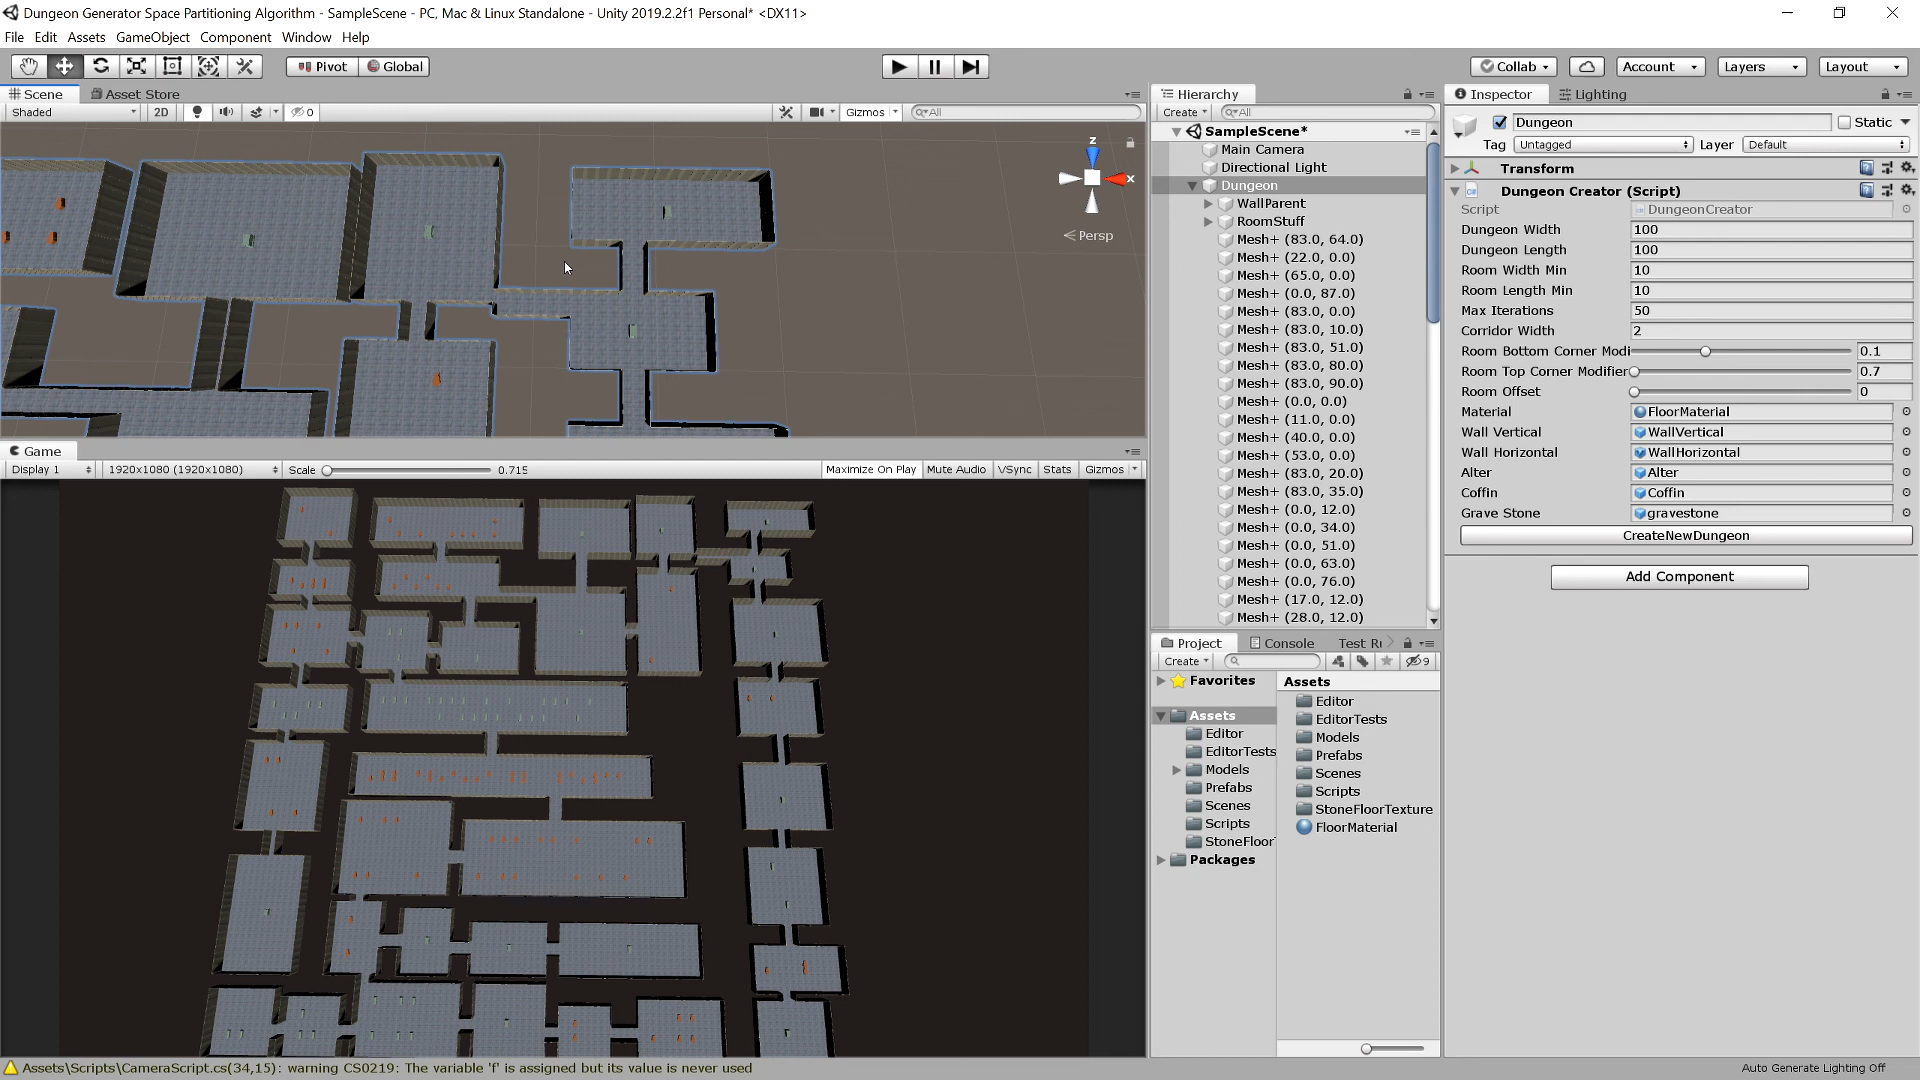 Dungeon Generator Space Partitioning Algorithm - SampleScene - PC, Mac & Linux Standalone - Unity 2019.2.2f1 Personal* <DX11>
File Edit Assets GameObject Component Window Help
Pivot Global Collab Account Layers Layout
Scene Asset Store
Shaded 2D 0 Gizmos All
z
x
Persp
Game
Display 1 1920x1080 (1920x1080) Scale 0.715 Maximize On Play Mute Audio VSync Stats Gizmos
Hierarchy
Create All
SampleScene*
Main Camera
Directional Light
Dungeon
WallParent
RoomStuff
Mesh+ (83.0, 64.0)
Mesh+ (22.0, 0.0)
Mesh+ (65.0, 0.0)
Mesh+ (0.0, 87.0)
Mesh+ (83.0, 0.0)
Mesh+ (83.0, 10.0)
Mesh+ (83.0, 51.0)
Mesh+ (83.0, 80.0)
Mesh+ (83.0, 90.0)
Mesh+ (0.0, 0.0)
Mesh+ (11.0, 0.0)
Mesh+ (40.0, 0.0)
Mesh+ (53.0, 0.0)
Mesh+ (83.0, 20.0)
Mesh+ (83.0, 35.0)
Mesh+ (0.0, 12.0)
Mesh+ (0.0, 34.0)
Mesh+ (0.0, 51.0)
Mesh+ (0.0, 63.0)
Mesh+ (0.0, 76.0)
Mesh+ (17.0, 12.0)
Mesh+ (28.0, 12.0)
Project Console Test Ru
Create 9
Favorites
Assets
Editor
EditorTests
Models
Prefabs
Scenes
Scripts
StoneFloor
Packages
Assets
Editor
EditorTests
Models
Prefabs
Scenes
Scripts
StoneFloorTexture
FloorMaterial
Inspector Lighting
Dungeon Static
Tag Untagged Layer Default
Transform
Dungeon Creator (Script)
Script DungeonCreator
Dungeon Width 100
Dungeon Length 100
Room Width Min 10
Room Length Min 10
Max Iterations 50
Corridor Width 2
Room Bottom Corner Modi 0.1
Room Top Corner Modifier 0.7
Room Offset 0
Material FloorMaterial
Wall Vertical WallVertical
Wall Horizontal WallHorizontal
Alter Alter
Coffin Coffin
Grave Stone gravestone
CreateNewDungeon
Add Component
Assets\Scripts\CameraScript.cs(34,15): warning CS0219: The variable 'f' is assigned but its value is never used
Auto Generate Lighting Off